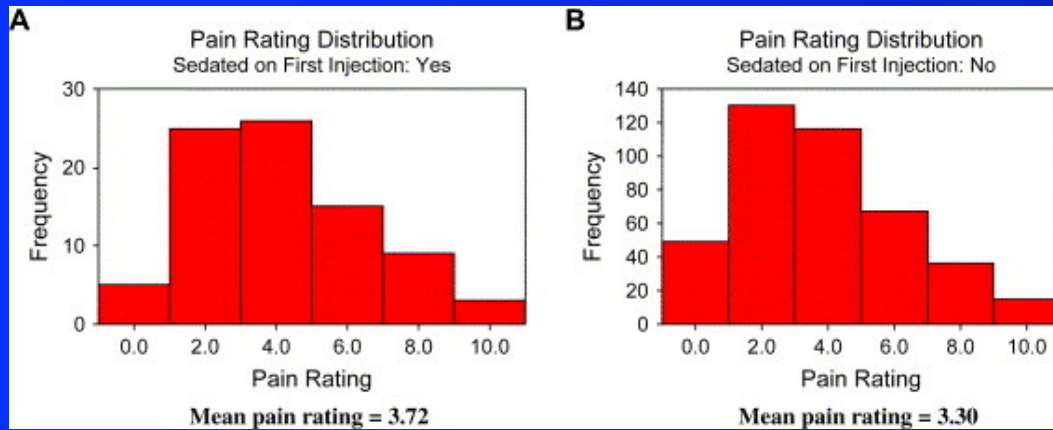 A
Pain Rating Distribution
Sedated on First Injection: Yes
30
20
10
0
Frequency
0.0 2.0 4.0 6.0 8.0 10.0
Pain Rating
Mean pain rating = 3.72
B
Pain Rating Distribution
Sedated on First Injection: No
140
120
100
80
60
40
20
0
Frequency
0.0 2.0 4.0 6.0 8.0 10.0
Pain Rating
Mean pain rating = 3.30